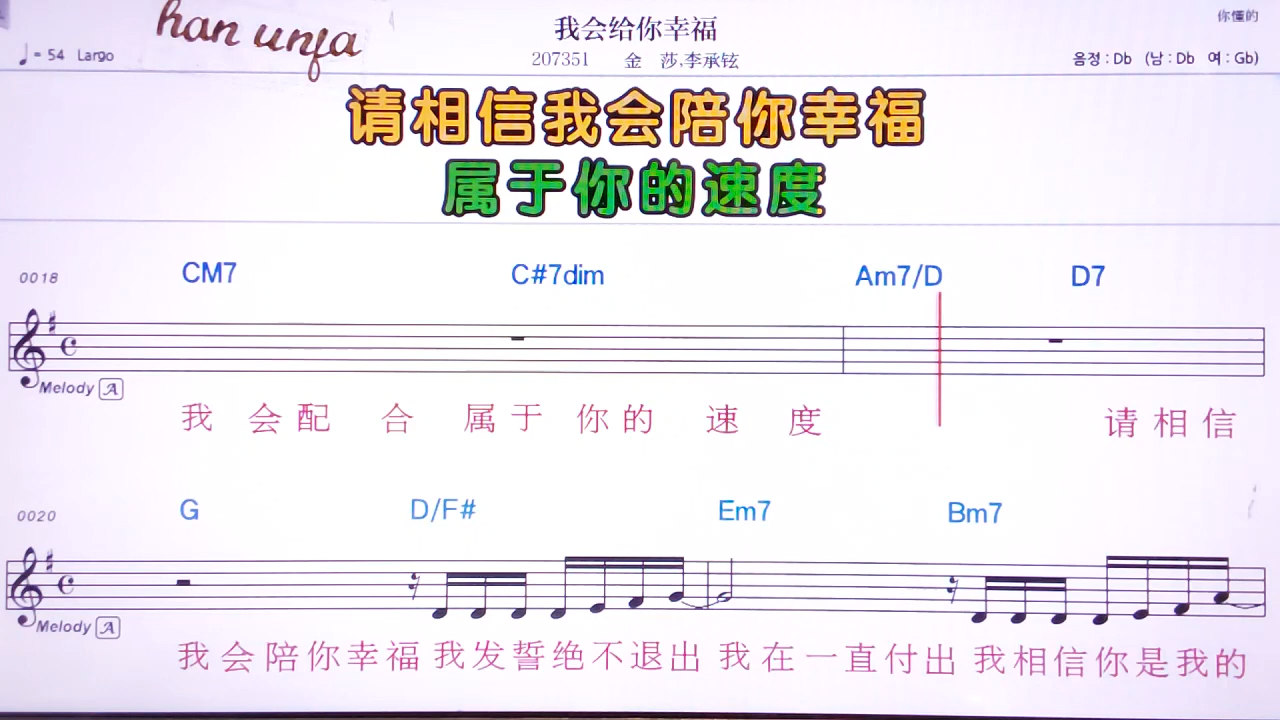 han unja
我会给你幸福
你懂的
♩= 54 Largo
207351 金 莎,李承铉
음정 : Db (남 : Db 여 : Gb)
请相信我会陪你幸福
属于你的速度
0018 CM7 C#7dim Am7/D D7
Melody A
我 会 配 合 属 于 你 的 速 度 请 相 信
0020 G D/F# Em7 Bm7
Melody A
我 会 陪 你 幸 福 我 发 誓 绝 不 退 出 我 在 一 直 付 出 我 相 信 你 是 我 的